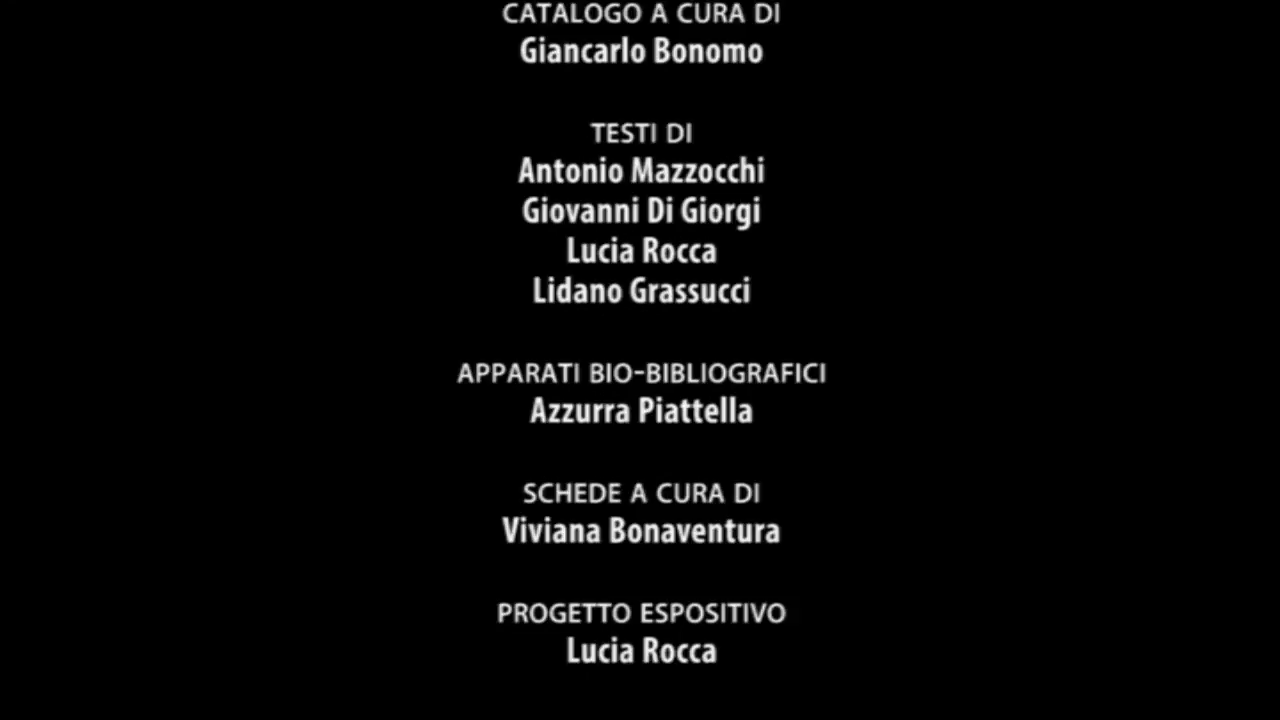 CATALOGO A CURA DI
Giancarlo Bonomo
TESTI DI
Antonio Mazzocchi
Giovanni Di Giorgi
Lucia Rocca
Lidano Grassucci
APPARATI BIO-BIBLIOGRAFICI
Azzurra Piattella
SCHEDE A CURA DI
Viviana Bonaventura
PROGETTO ESPOSITIVO
Lucia Rocca